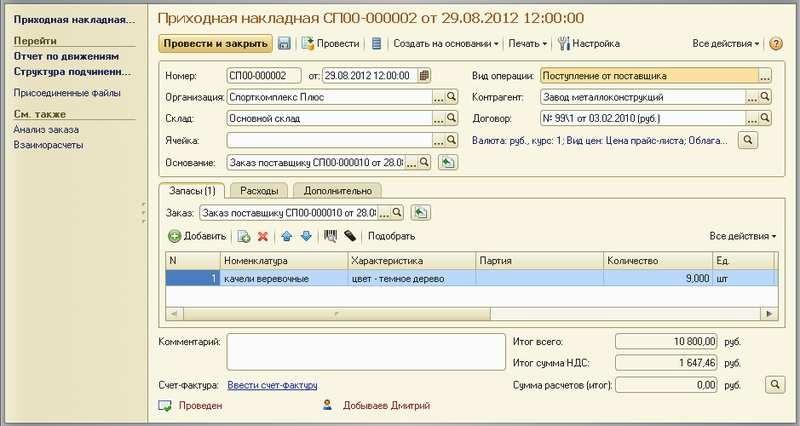 Приходная накладная...
Перейти
Отчет по движениям
Структура подчиненн...
Присоединенные файлы
См. также
Анализ заказа
Взаиморасчеты
Приходная накладная СП00-000002 от 29.08.2012 12:00:00
Провести и закрыть Провести Создать на основании Печать Настройка Все действия
Номер: СП00-000002 от: 29.08.2012 12:00:00 Вид операции: Поступление от поставщика ...
Организация: Спорткомплекс Плюс ... Контрагент: Завод металлоконструкций ...
Склад: Основной склад ... Договор: № 99\1 от 03.02.2010 (руб.) ...
Ячейка: ... Валюта: руб., курс: 1; Вид цен: Цена прайс-листа; Облага...
Основание: Заказ поставщику СП00-000010 от 28.0 ...
Запасы (1) Расходы Дополнительно
Заказ: Заказ поставщику СП00-000010 от 28.0 ...
Добавить Подобрать Все действия
N Номенклатура Характеристика Партия Количество Ед.
1 качели веревочные цвет - темное дерево 9,000 шт
Комментарий: Итог всего: 10 800,00 руб.
Итог сумма НДС: 1 647,46 руб.
Счет-фактура: Ввести счет-фактуру Сумма расчетов (итог): 0,00 руб.
Проведен Добываев Дмитрий